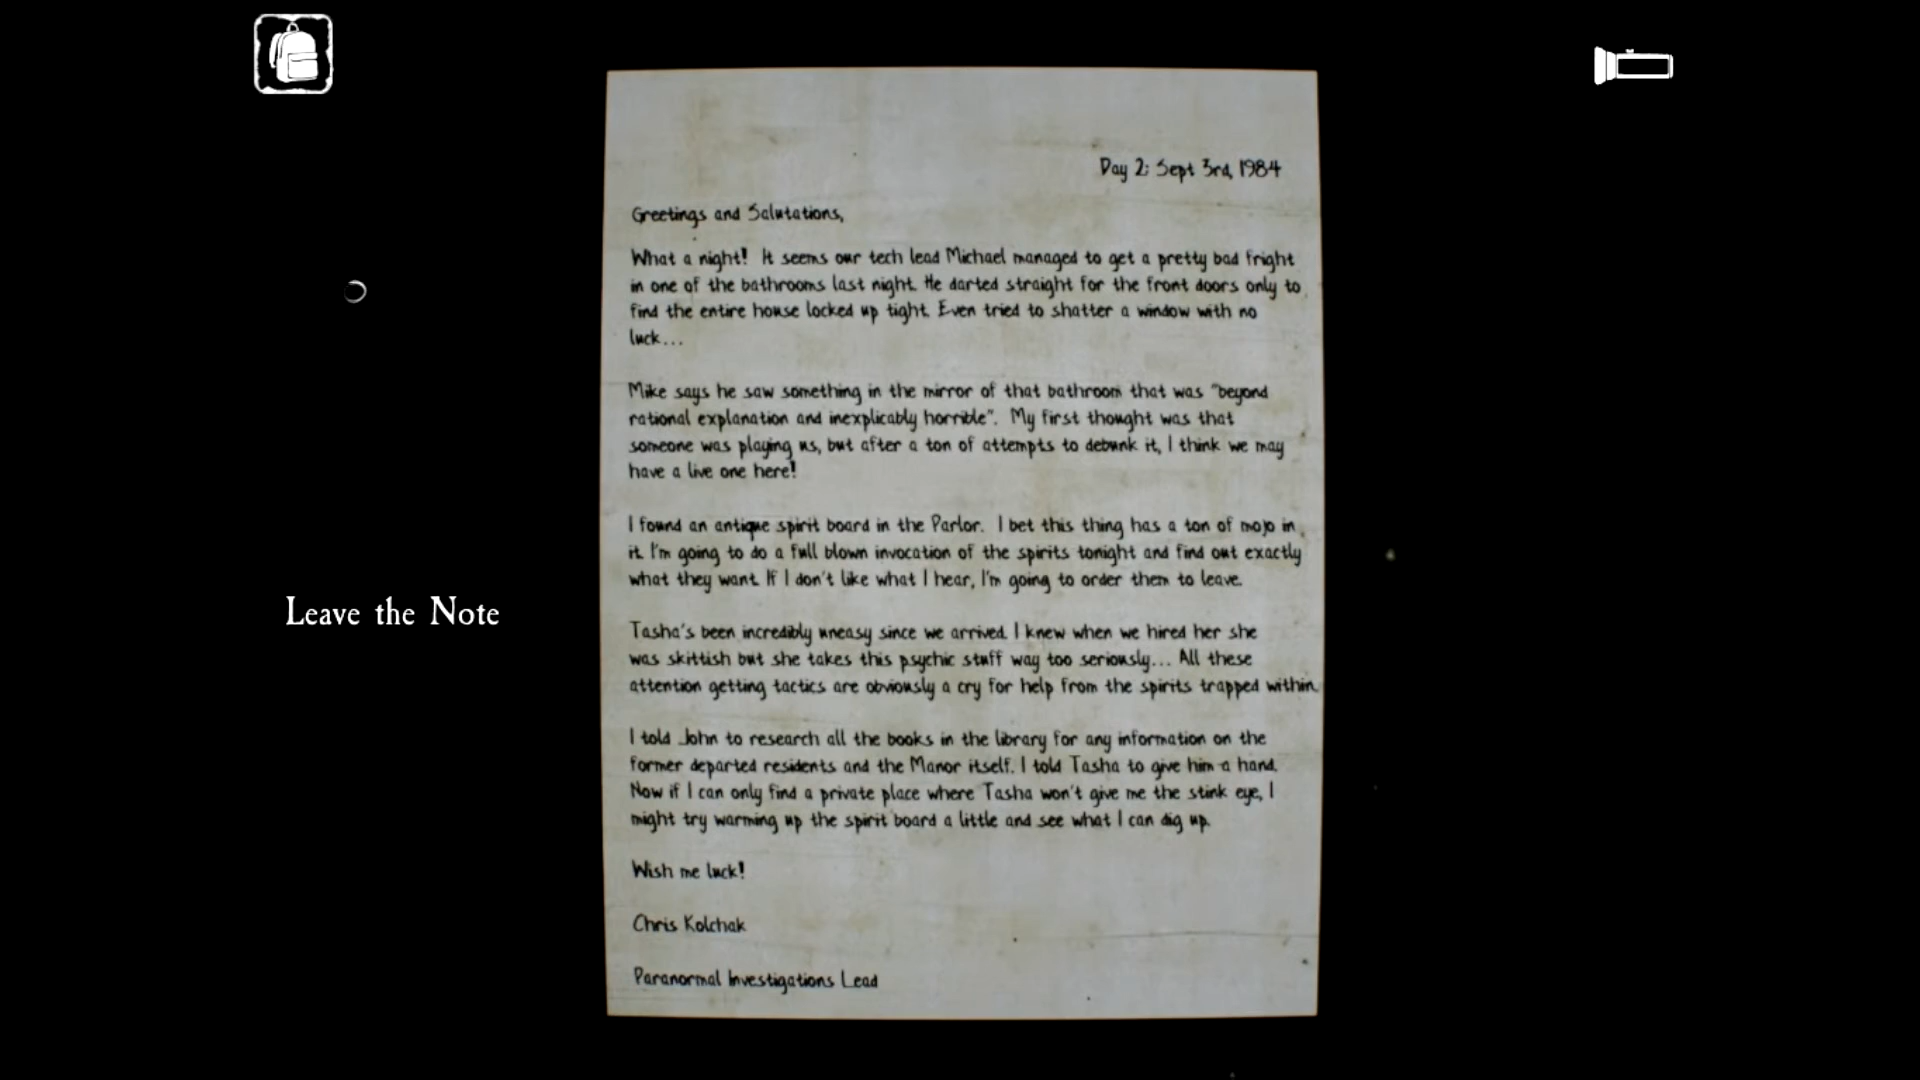 Day 2: Sept 3rd, 1984
Greetings and Salutations,
What a night! It seems our tech lead Michael managed to get a pretty bad fright
in one of the bathrooms last night. He darted straight for the front doors only to
find the entire house locked up tight. Even tried to shatter a window with no
luck...
Mike says he saw something in the mirror of that bathroom that was "beyond
rational explanation and inexplicably horrible". My first thought was that
someone was playing us, but after a ton of attempts to debunk it, I think we may
have a live one here!
I found an antique spirit board in the Parlor. I bet this thing has a ton of mojo in
it. I'm going to do a full blown invocation of the spirits tonight and find out exactly
what they want. If I don't like what I hear, I'm going to order them to leave.
Leave the Note
Tasha's been incredibly uneasy since we arrived. I knew when we hired her she
was skittish but she takes this psychic stuff way too seriously... All these
attention getting tactics are obviously a cry for help from the spirits trapped within.
I told John to research all the books in the library for any information on the
former departed residents and the Manor itself. I told Tasha to give him a hand.
Now if I can only find a private place where Tasha won't give me the stink eye, I
might try warming up the spirit board a little and see what I can dig up.
Wish me luck!
Chris Kolchak
Paranormal Investigations Lead